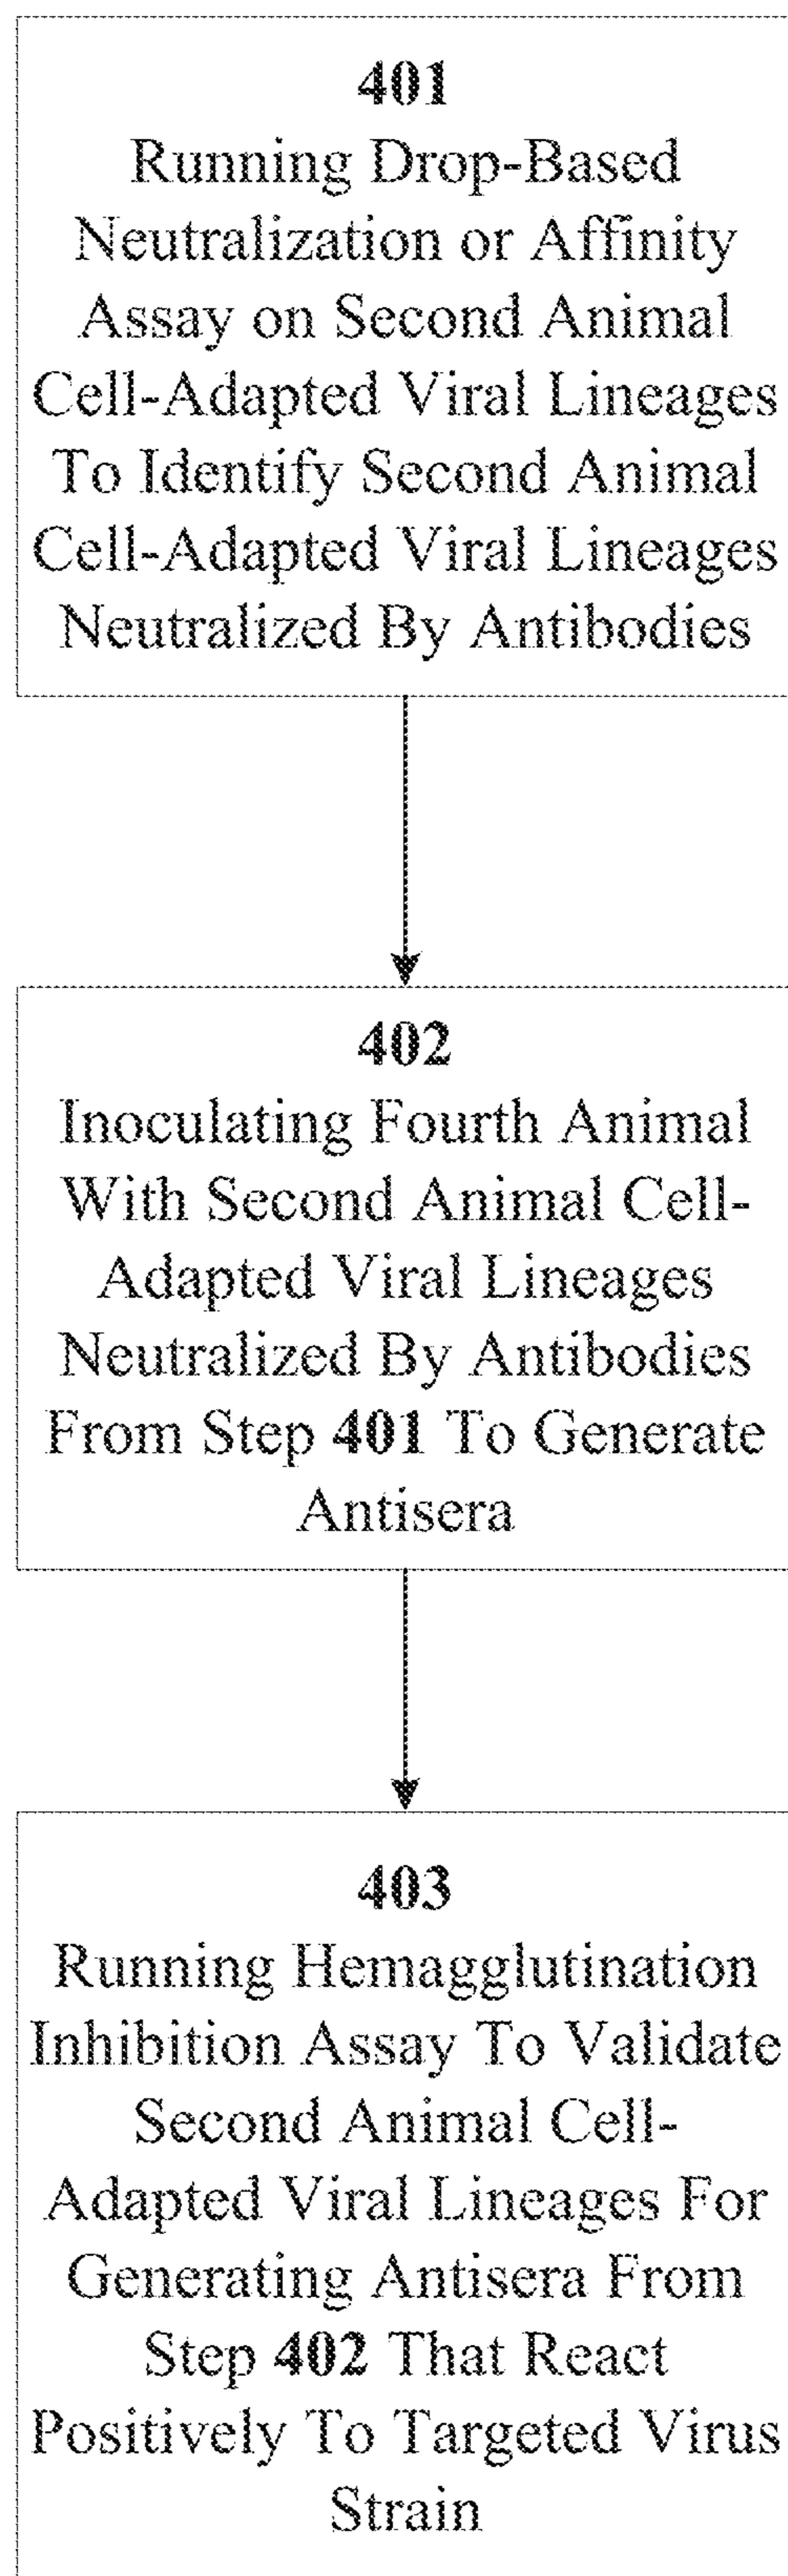 401
Running Drop-Based
Neutralization or Affinity
Assay on Second Animal
Cell-Adapted Viral Lineages
To Identify Second Animal
Cell-Adapted Viral Lineages
Neutralized By Antibodies
402
Inoculating Fourth Animal
With Second Animal Cell-
Adapted Viral Lineages
Neutralized By Antibodies
From Step 401 To Generate
Antisera
403
Running Hemagglutination
Inhibition Assay To Validate
Second Animal Cell-
Adapted Viral Lineages For
Generating Antisera From
Step 402 That React
Positively To Targeted Virus
Strain